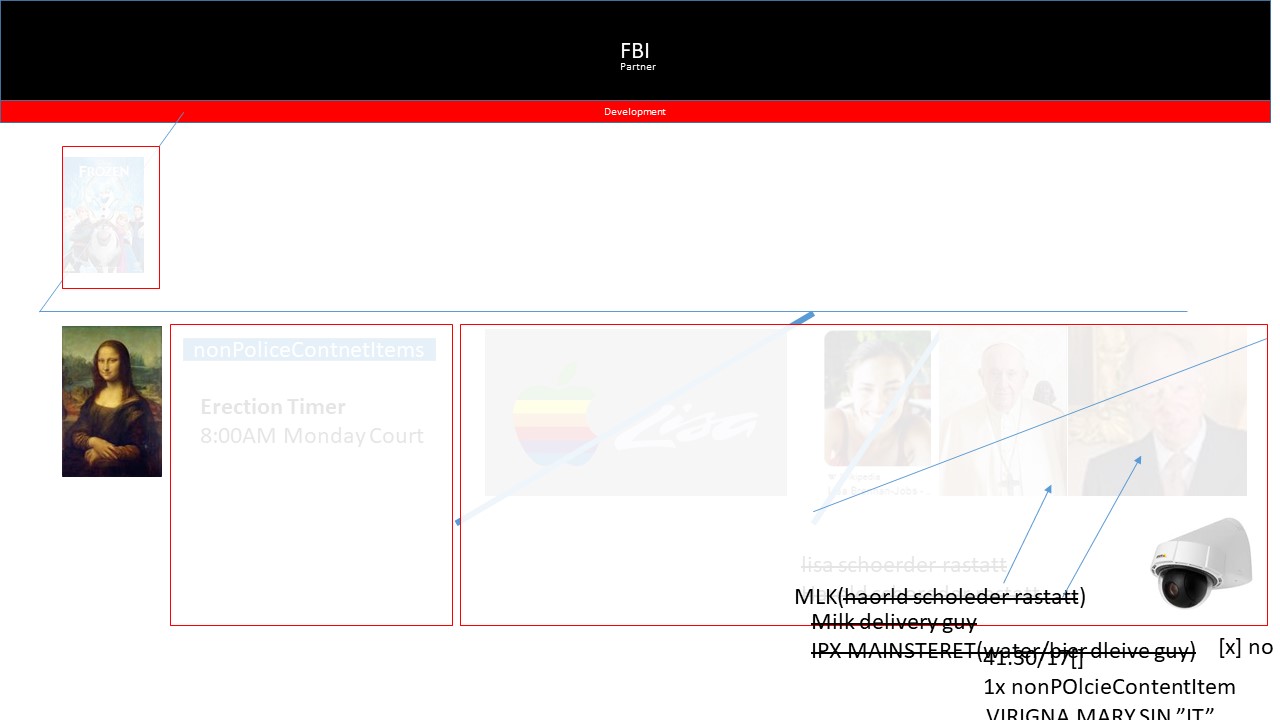 FBI
Partner
Development
FROZEN
nonPoliceContnetItems
Erection Timer
8:00AM Monday Court
Lisa
lisa schoerder rastatt
MLK(haorld scholeder rastatt)
Milk delivery guy
IPX MAINSTERET(water/bier dleive guy)
[x] no
41.30/17[]
1x nonPOlcieContentItem
VIRIGNA MARY SIN ”IT”